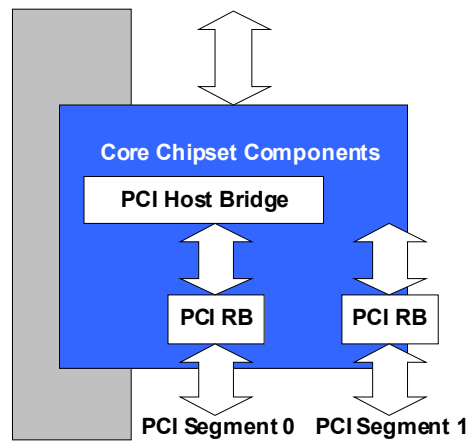 Core Chipset Components
PCI Host Bridge
PCI RB PCI RB
PCI Segment 0 PCI Segment 1